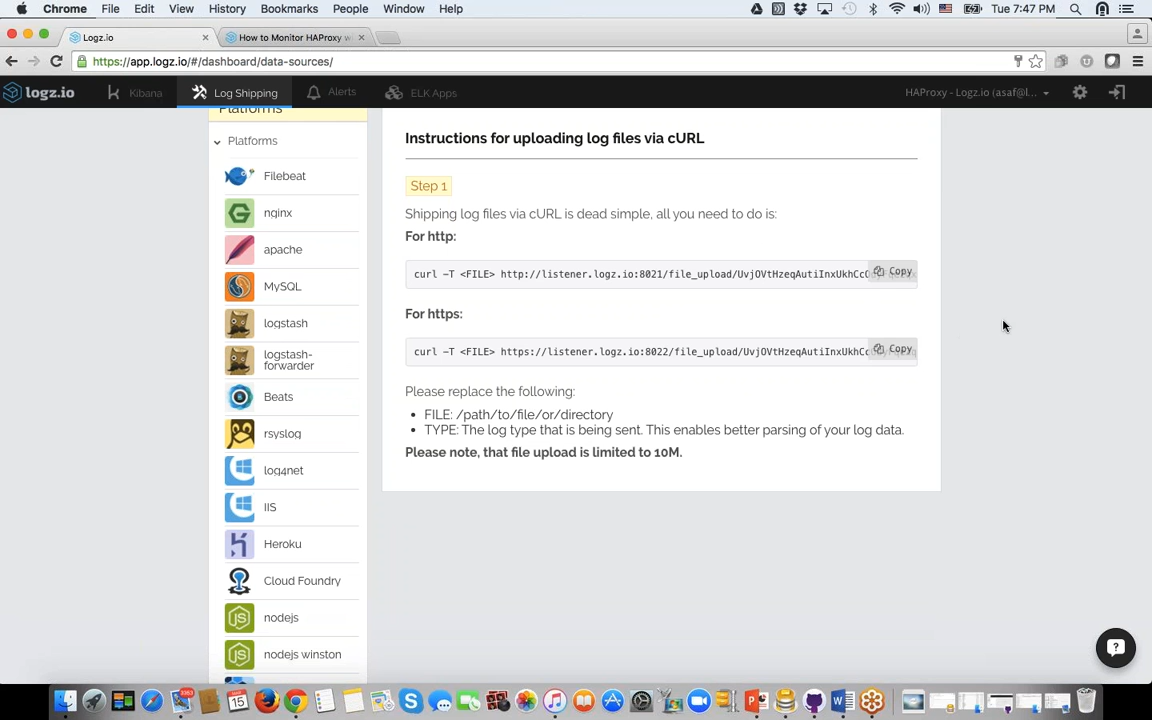 Chrome File Edit View History Bookmarks People Window Help
Tue 7:47 PM
Logz.io
How to Monitor HAProxy w
https://app.logz.io/#/dashboard/data-sources/
logz.io
Kibana
Log Shipping
Alerts
ELK Apps
HAProxy - Logz.io (asaf@l...
Platforms
Platforms
Filebeat
nginx
apache
MySQL
logstash
logstash-
forwarder
Beats
rsyslog
log4net
IIS
Heroku
Cloud Foundry
nodejs
nodejs winston
Instructions for uploading log files via cURL
Step 1
Shipping log files via cURL is dead simple, all you need to do is:
For http:
curl -T <FILE> http://listener.logz.io:8021/file_upload/UvjOVtHzeqAutiInxUkhCc
Copy
For https:
curl -T <FILE> https://listener.logz.io:8022/file_upload/UvjOVtHzeqAutiInxUkhCc
Copy
Please replace the following:
• FILE: /path/to/file/or/directory
• TYPE: The log type that is being sent. This enables better parsing of your log data.
Please note, that file upload is limited to 10M.
3363
15